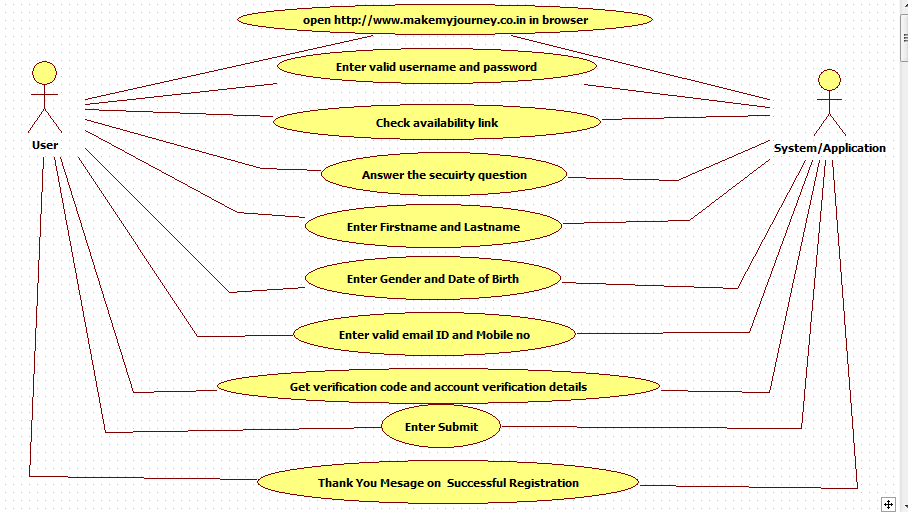 open http://www.makemyjourney.co.in in browser
Enter valid username and password
Check availability link
User
System/Application
Answer the secuirty question
Enter Firstname and Lastname
Enter Gender and Date of Birth
Enter valid email ID and Mobile no
Get verification code and account verification details
Enter Submit
Thank You Mesage on  Successful Registration